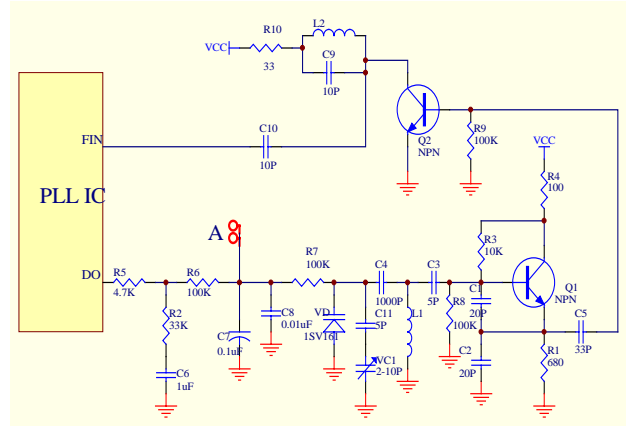 L2
R10
VCC
33
C9
10P
FIN
C10
10P
Q2
NPN
R9
100K
VCC
R4
100
PLL IC
A
R3
10K
DO
R5
4.7K
R6
100K
R7
100K
C4
1000P
C3
5P
Q1
NPN
R2
33K
C8
0.01uF
C7
0.1uF
VD
1SV161
C11
5P
L1
R8
100K
C1
20P
C5
33P
C6
1uF
VC1
2-10P
C2
20P
R1
680